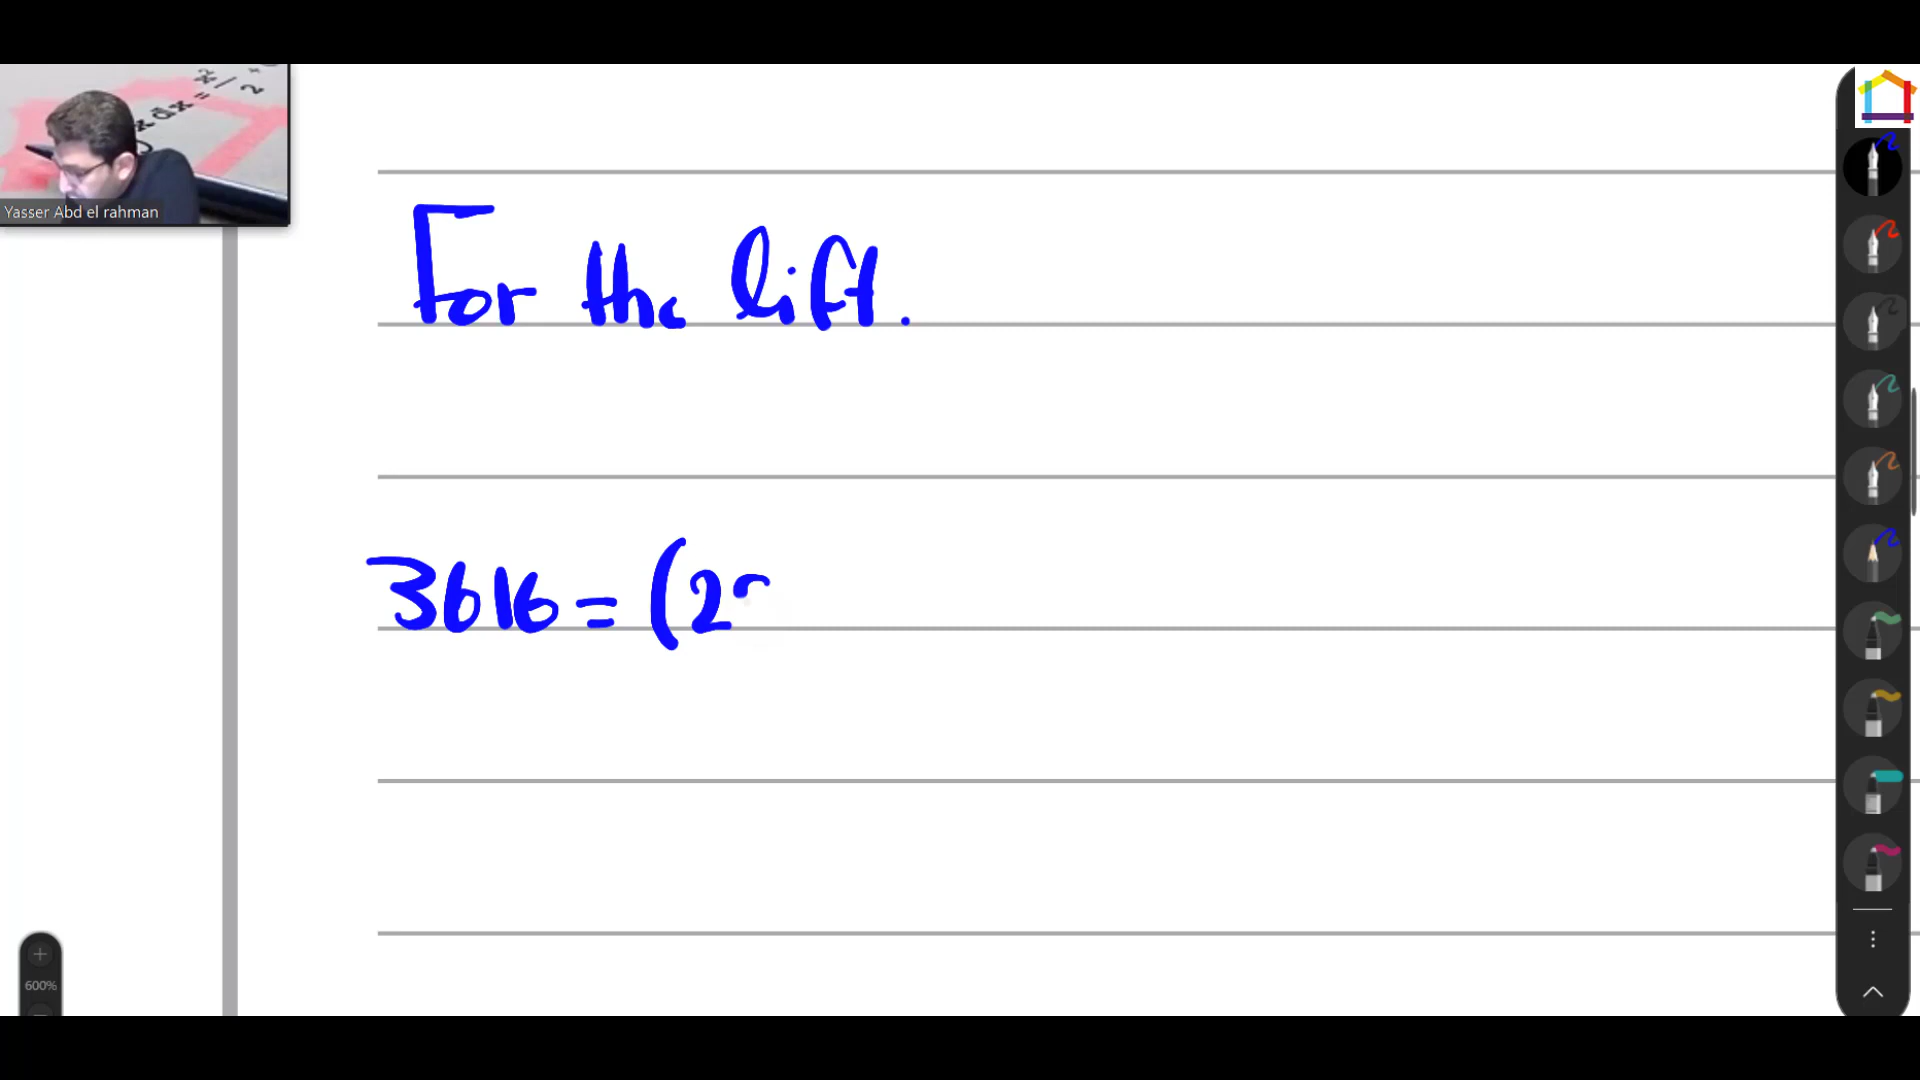 Yasser Abd el rahman
For the lift.
3616 = (2
600%